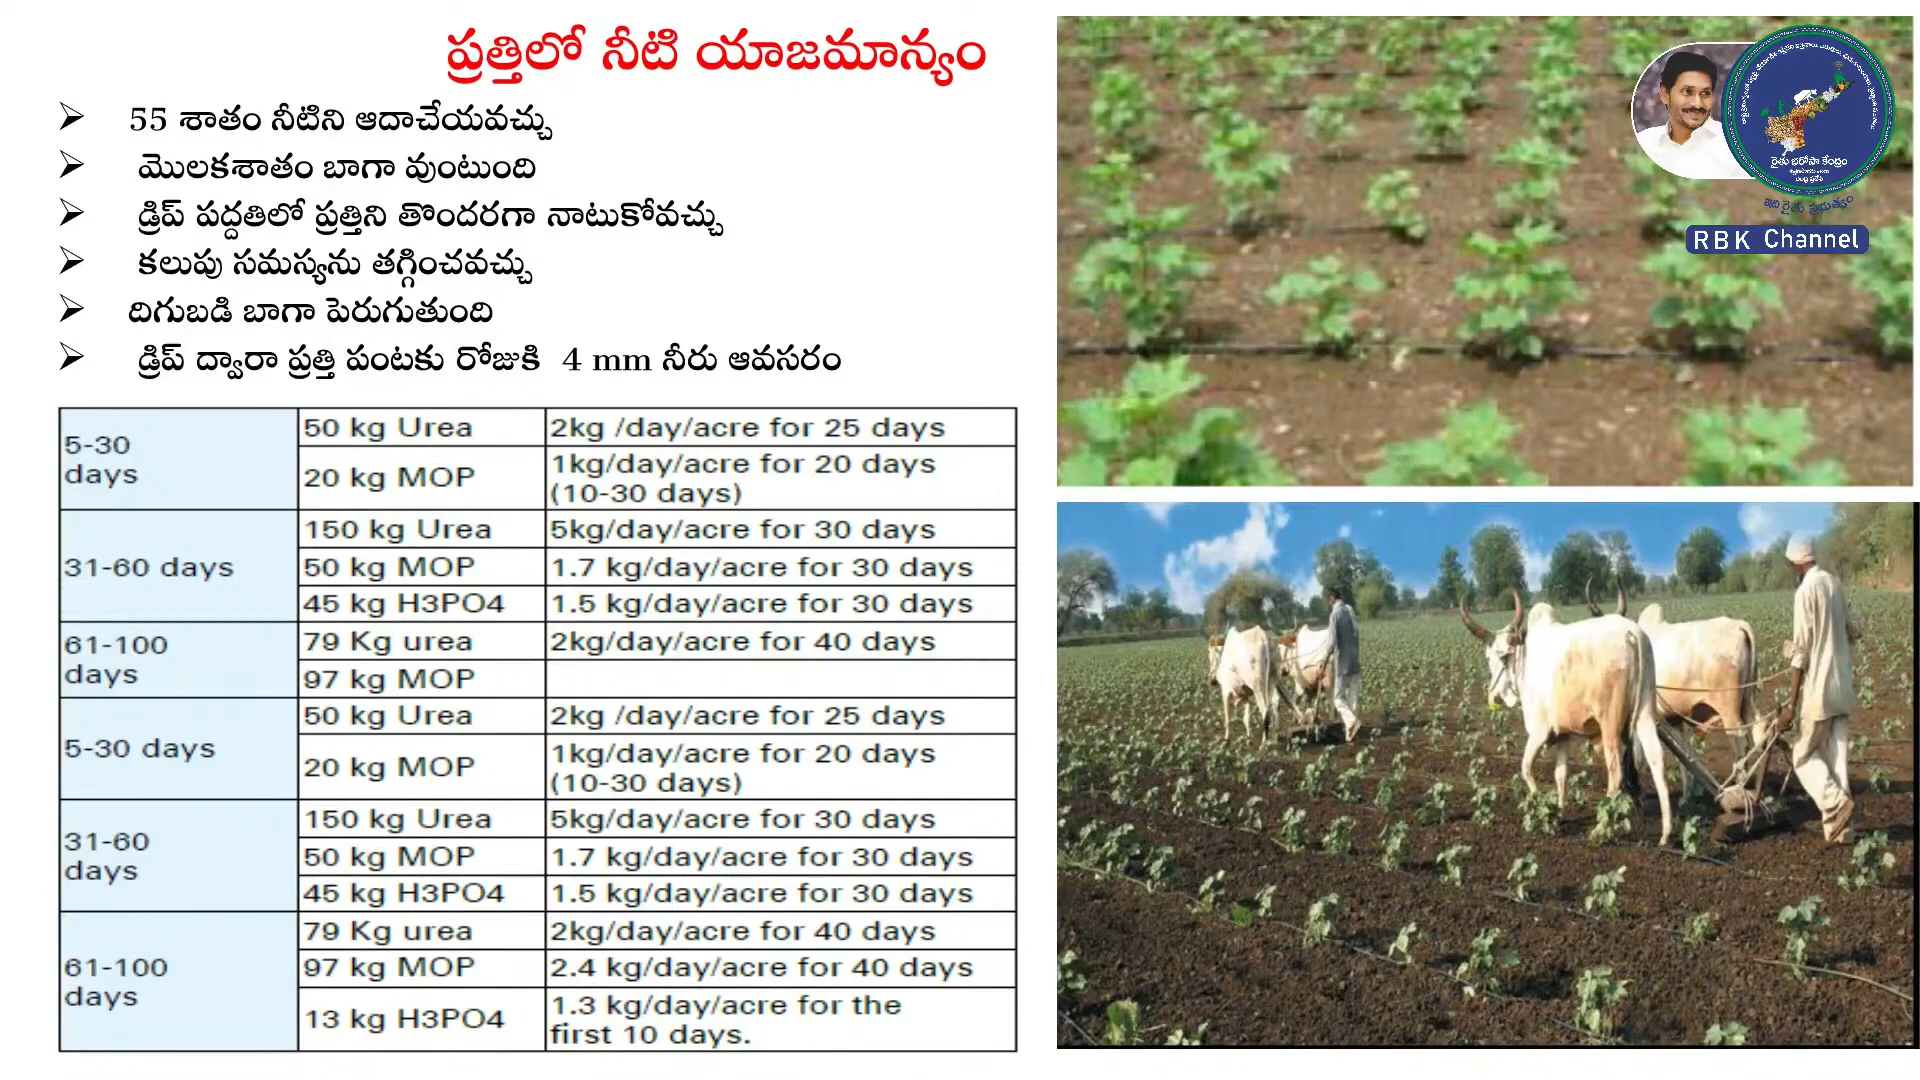 ప్రత్తిలో నీటి యాజమాన్యం
➢ 55 శాతం నీటిని ఆదాచేయవచ్చు
➢ మొలకశాతం బాగా వుంటుంది
➢ డ్రిప్ పద్దతిలో ప్రత్తిని తొందరగా నాటుకోవచ్చు
➢ కలుపు సమస్యను తగ్గించవచ్చు
➢ దిగుబడి బాగా పెరుగుతుంది
➢ డ్రిప్ ద్వారా ప్రత్తి పంటకు రోజుకి 4 mm నీరు ఆవసరం
5-30
days
50 kg Urea 2kg /day/acre for 25 days
20 kg MOP 1kg/day/acre for 20 days
(10-30 days)
31-60 days
150 kg Urea 5kg/day/acre for 30 days
50 kg MOP 1.7 kg/day/acre for 30 days
45 kg H3PO4 1.5 kg/day/acre for 30 days
61-100
days
79 Kg urea 2kg/day/acre for 40 days
97 kg MOP
5-30 days
50 kg Urea 2kg /day/acre for 25 days
20 kg MOP 1kg/day/acre for 20 days
(10-30 days)
31-60
days
150 kg Urea 5kg/day/acre for 30 days
50 kg MOP 1.7 kg/day/acre for 30 days
45 kg H3PO4 1.5 kg/day/acre for 30 days
61-100
days
79 Kg urea 2kg/day/acre for 40 days
97 kg MOP 2.4 kg/day/acre for 40 days
13 kg H3PO4 1.3 kg/day/acre for the
first 10 days.
రైతు భరోసా కేంద్రం
ఇది రైతు ప్రభుత్వం
RBK Channel